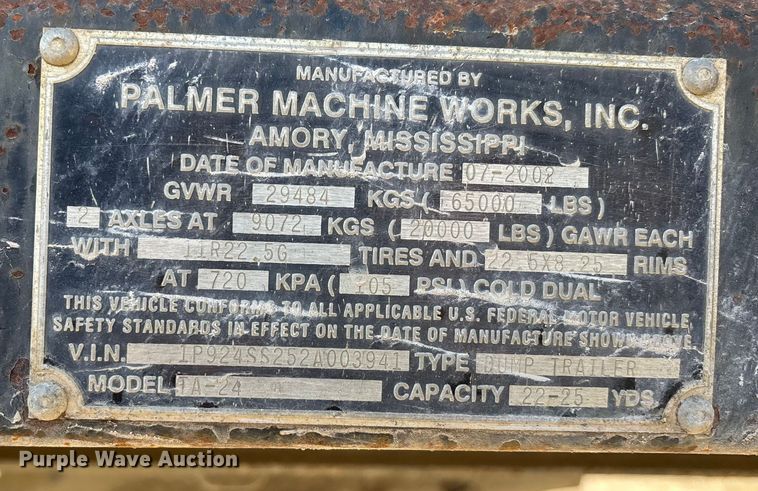 MANUFACTURED BY
PALMER MACHINE WORKS, INC.
AMORY, MISSISSIPPI
DATE OF MANUFACTURE 07-2002
GVWR 29484 KGS ( 65000 LBS )
2 AXLES AT 9072 KGS ( 20000 LBS ) GAWR EACH
WITH 11R22.5G TIRES AND 22.5X8.25 RIMS
AT 720 KPA ( 105 PSI ) COLD DUAL
THIS VEHICLE CONFORMS TO ALL APPLICABLE U.S. FEDERAL MOTOR VEHICLE
SAFETY STANDARDS IN EFFECT ON THE DATE OF MANUFACTURE SHOWN ABOVE.
V.I.N. 1P924SS252A003941 TYPE DUMP TRAILER
MODEL TA-24 CAPACITY 22-25 YDS.
Purple Wave Auction